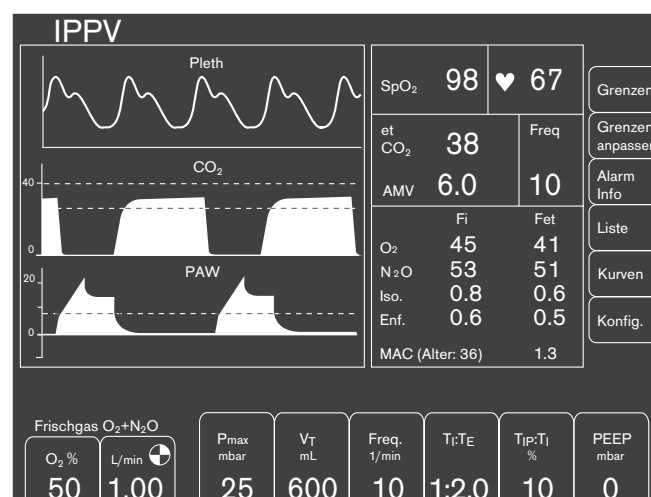 IPPV
Pleth
CO₂
40
0
PAW
20
0
SpO₂ 98 ♥ 67
et CO₂ 38 Freq
AMV 6.0 10
Fi Fet
O₂ 45 41
N₂O 53 51
Iso. 0.8 0.6
Enf. 0.6 0.5
MAC (Alter: 36) 1.3
Grenzen
Grenzen
anpassen
Alarm
Info
Liste
Kurven
Konfig.
Frischgas O₂+N₂O
O₂ % 50
L/min 1.00
Pmax mbar 25
VT mL 600
Freq. 1/min 10
TI:TE 1:2.0
TIP:TI % 10
PEEP mbar 0